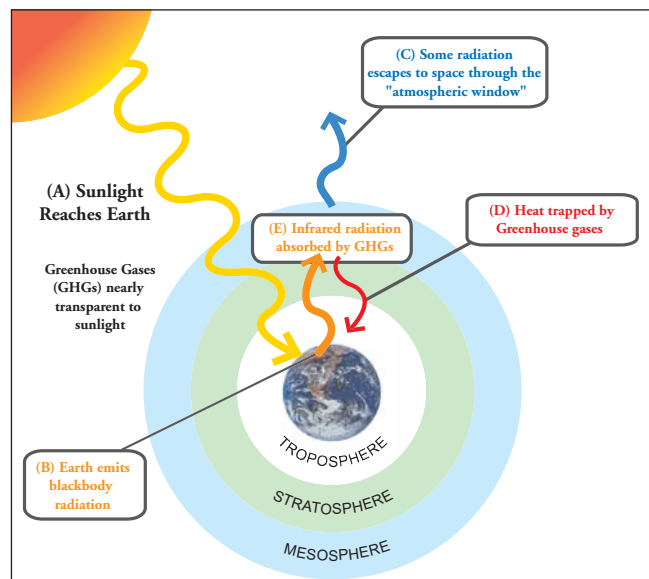 (C) Some radiation
escapes to space through the
"atmospheric window"
(A) Sunlight
Reaches Earth
(E) Infrared radiation
absorbed by GHGs
(D) Heat trapped by
Greenhouse gases
Greenhouse Gases
(GHGs) nearly
transparent to
sunlight
(B) Earth emits
blackbody
radiation
TROPOSPHERE
STRATOSPHERE
MESOSPHERE